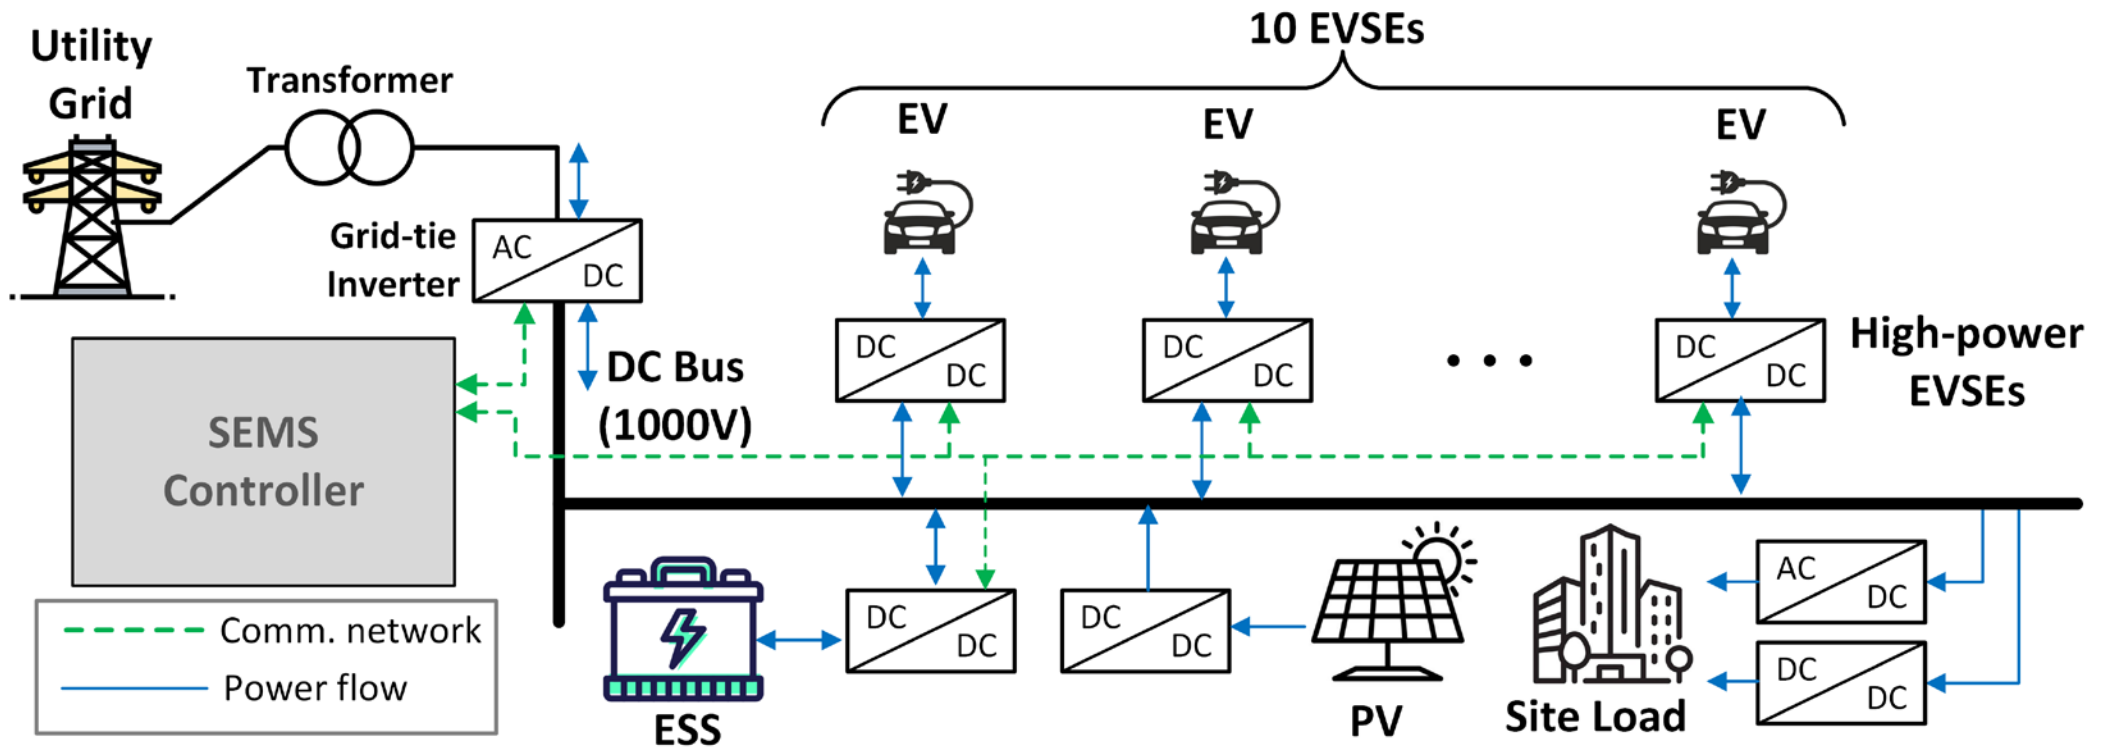 10 EVSEs
Utility
Grid
Transformer
EV
EV
EV
Grid-tie
Inverter
AC
DC
DC
DC
DC
DC
DC
DC
High-power
EVSEs
DC Bus
(1000V)
SEMS
Controller
DC
DC
DC
DC
AC
DC
DC
DC
ESS
PV
Site Load
Comm. network
Power flow